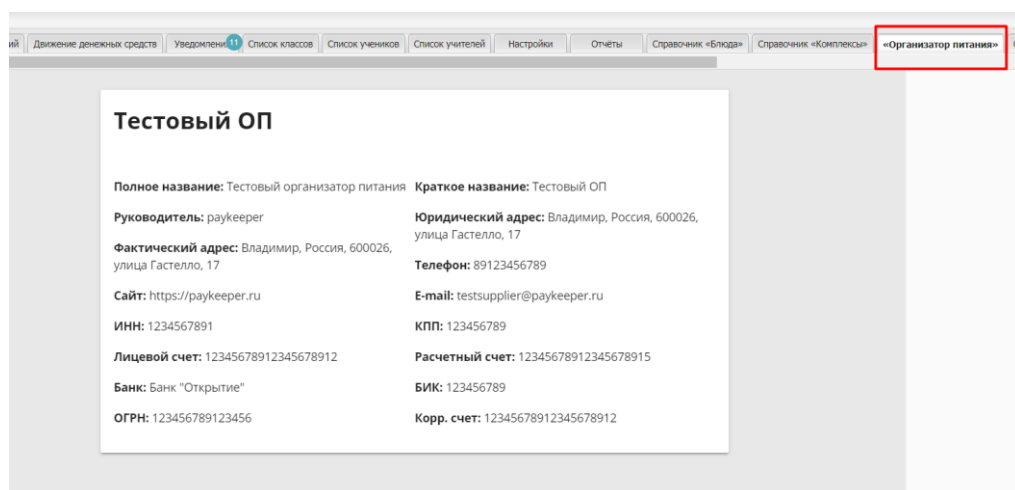 ий Движение денежных средств Уведомления 11 Список классов Список учеников Список учителей Настройки Отчёты Справочник «Блюда» Справочник «Комплексы» «Организатор питания»
Тестовый ОП
Полное название: Тестовый организатор питания Краткое название: Тестовый ОП
Руководитель: paykeeper Юридический адрес: Владимир, Россия, 600026,
улица Гастелло, 17
Фактический адрес: Владимир, Россия, 600026,
улица Гастелло, 17 Телефон: 89123456789
Сайт: https://paykeeper.ru E-mail: testsupplier@paykeeper.ru
ИНН: 1234567891 КПП: 123456789
Лицевой счет: 12345678912345678912 Расчетный счет: 12345678912345678915
Банк: Банк "Открытие" БИК: 123456789
ОГРН: 123456789123456 Корр. счет: 12345678912345678912